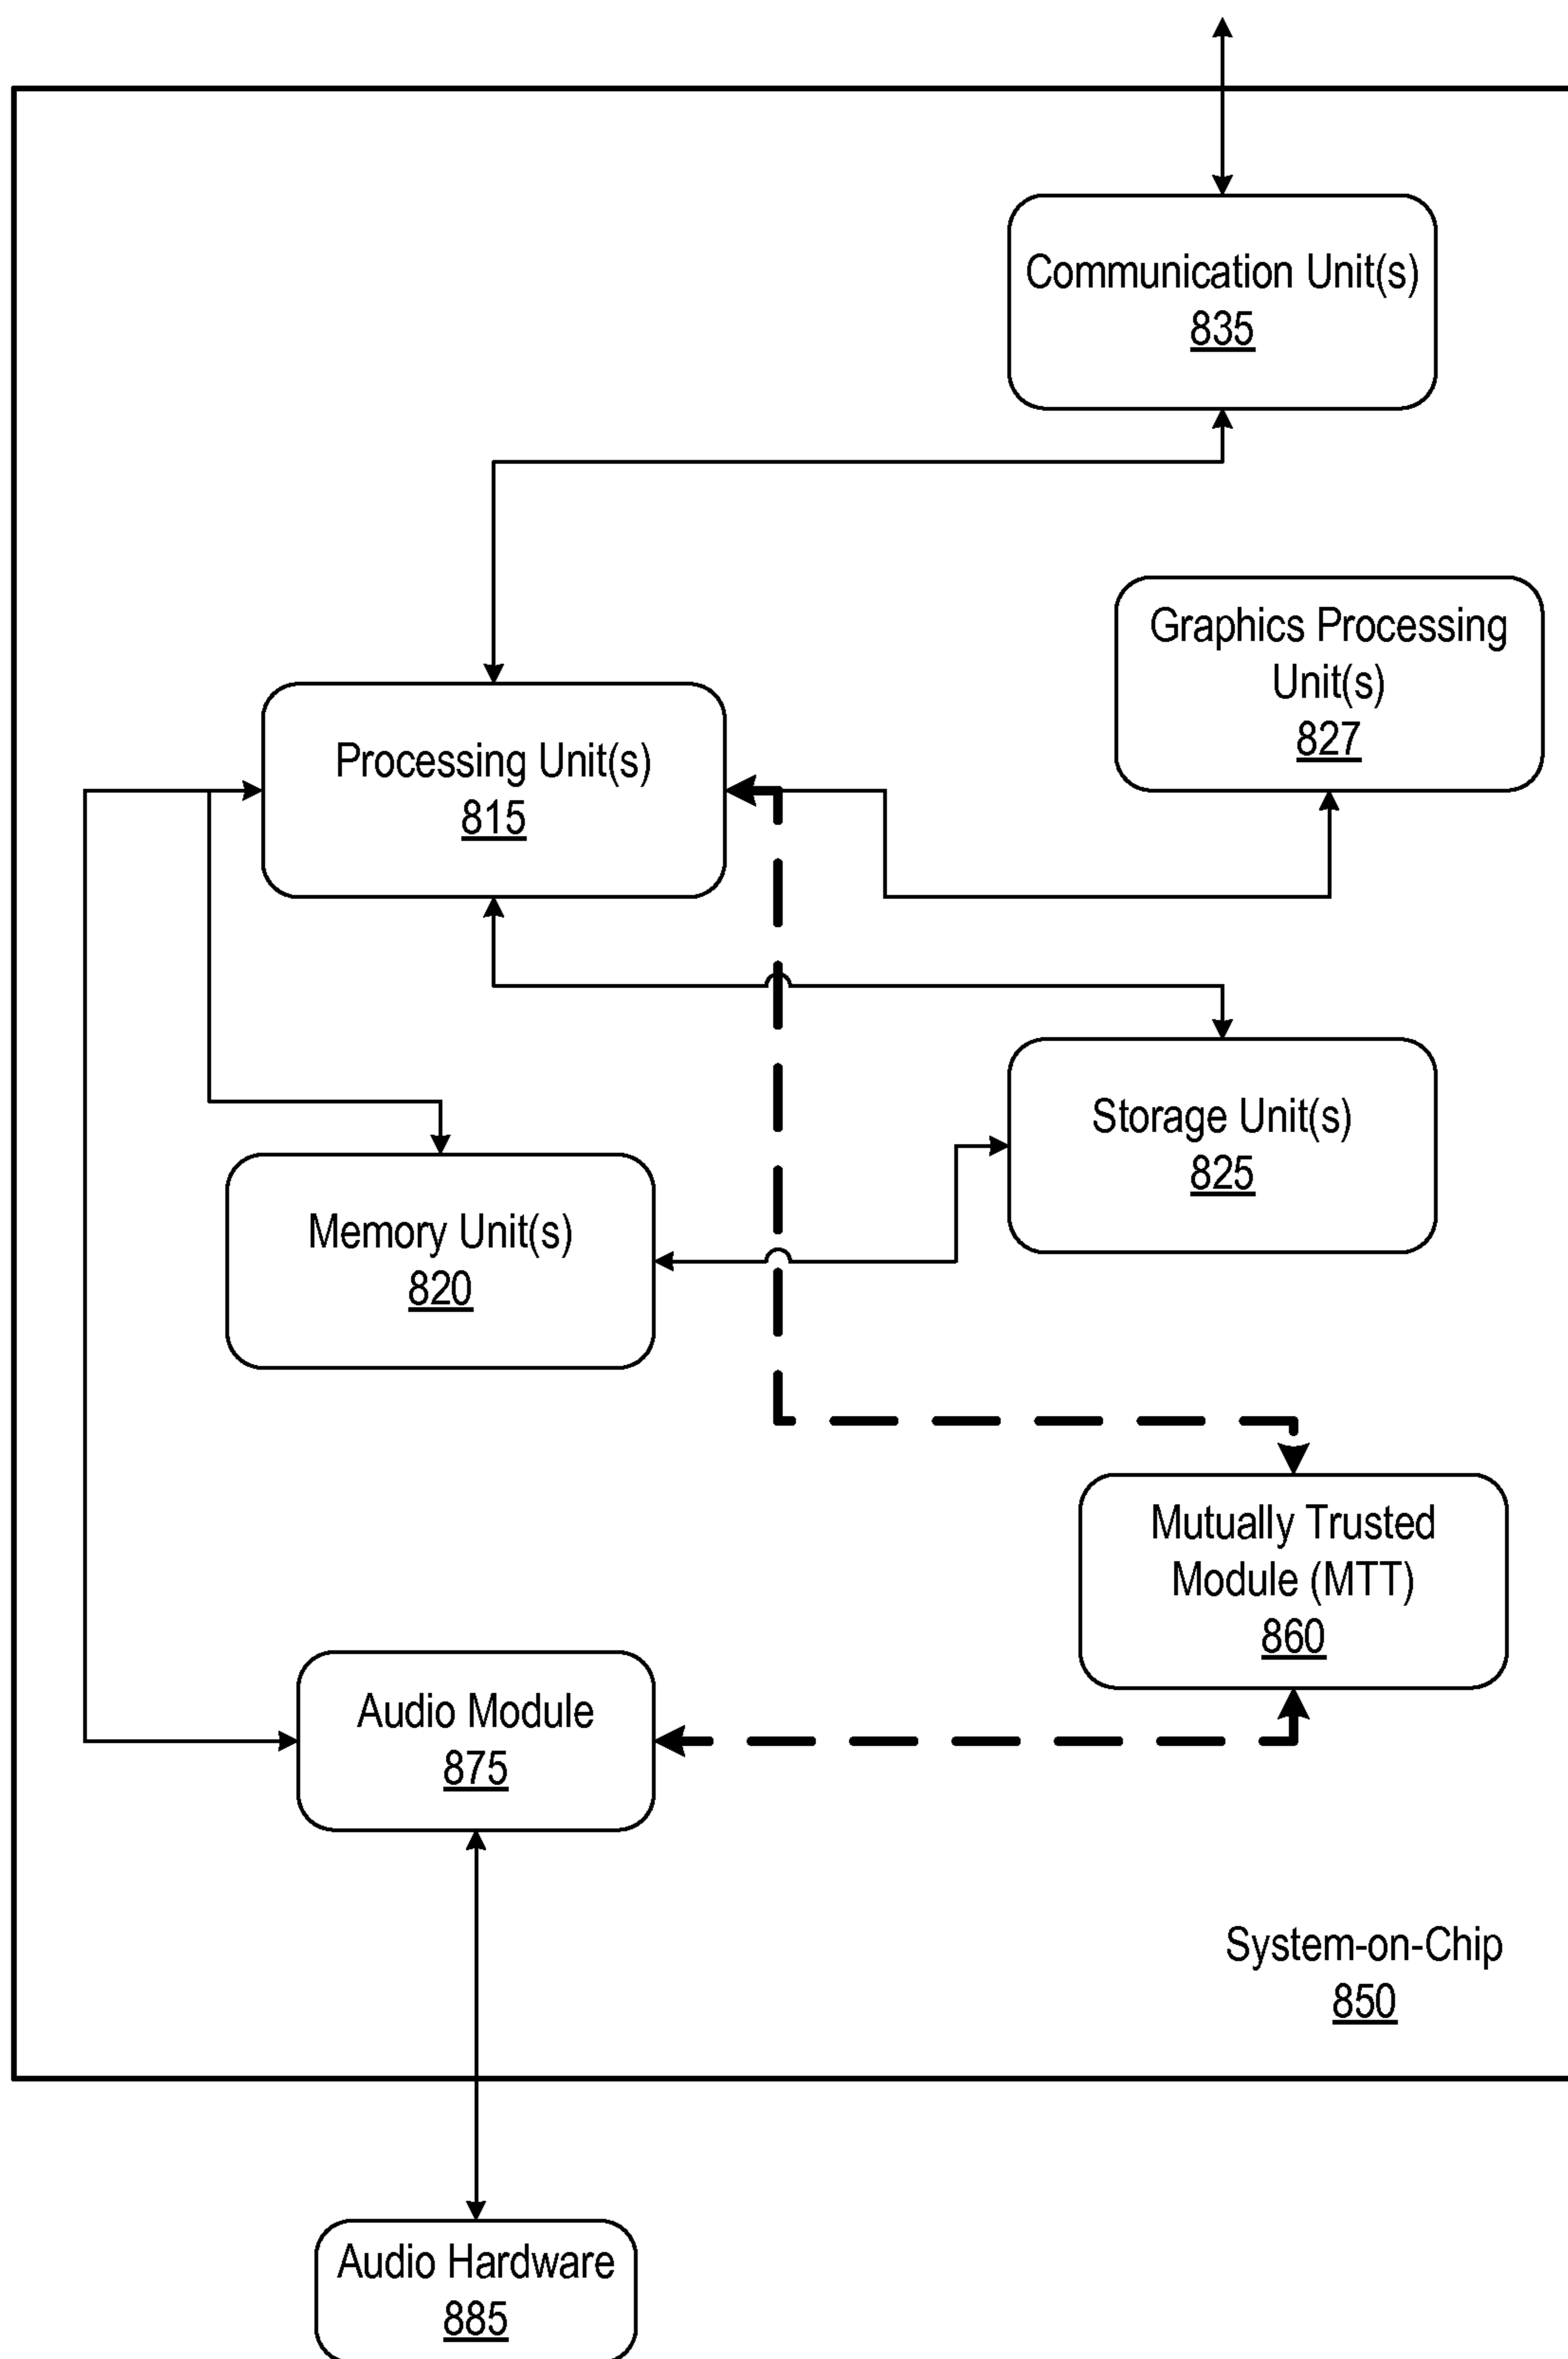 Communication Unit(s)
835
Graphics Processing
Unit(s)
827
Processing Unit(s)
815
Storage Unit(s)
825
Memory Unit(s)
820
Mutually Trusted
Module (MTT)
860
Audio Module
875
System-on-Chip
850
Audio Hardware
885